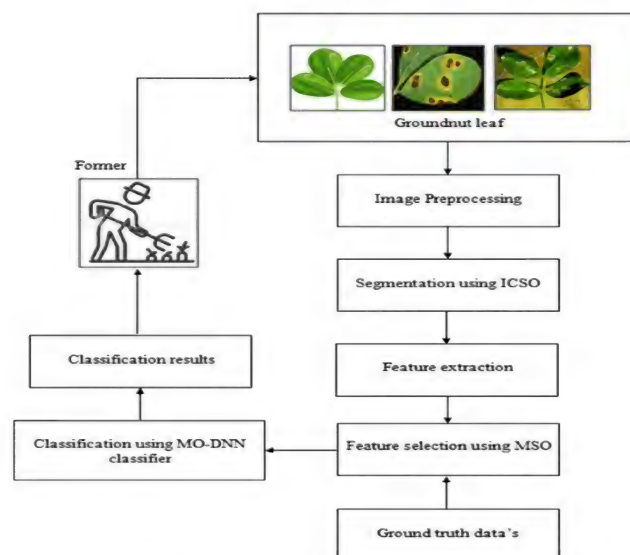 Groundnut leaf
Former
Image Preprocessing
Segmentation using ICSO
Classification results
Feature extraction
Classification using MO-DNN
classifier
Feature selection using MSO
Ground truth data's